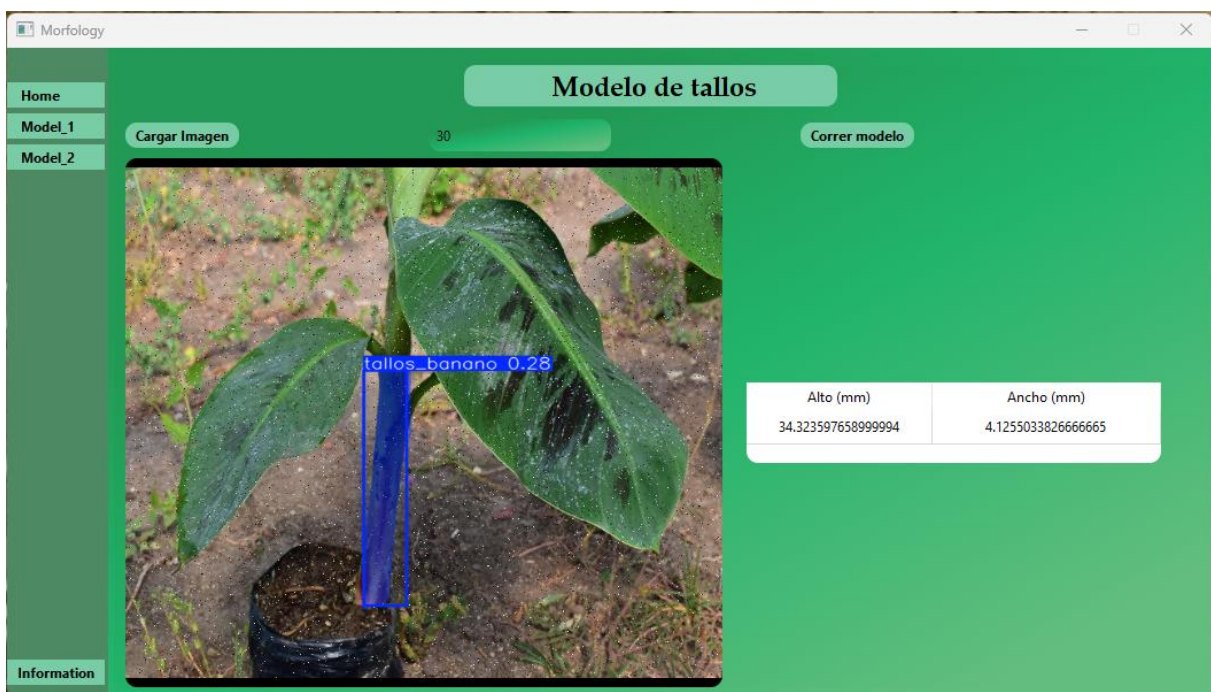 Morfology
Home
Model_1
Model_2
Information
Modelo de tallos
Cargar Imagen
30
Correr modelo
tallos_banano 0.28
Alto (mm) Ancho (mm)
34.323597658999994 4.1255033826666665